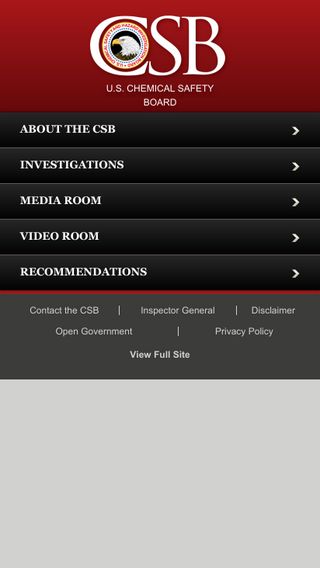 CSB
U.S. CHEMICAL SAFETY
BOARD
ABOUT THE CSB
INVESTIGATIONS
MEDIA ROOM
VIDEO ROOM
RECOMMENDATIONS
Contact the CSB | Inspector General | Disclaimer
Open Government | Privacy Policy
View Full Site